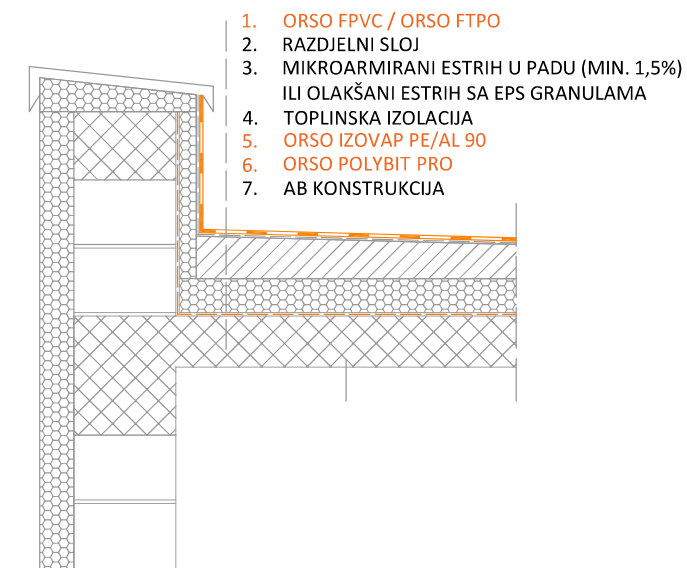 1. ORSO FPVC / ORSO FTPO
2. RAZDJELNI SLOJ
3. MIKROARMIRANI ESTRIH U PADU (MIN. 1,5%)
ILI OLAKŠANI ESTRIH SA EPS GRANULAMA
4. TOPLINSKA IZOLACIJA
5. ORSO IZOVAP PE/AL 90
6. ORSO POLYBIT PRO
7. AB KONSTRUKCIJA